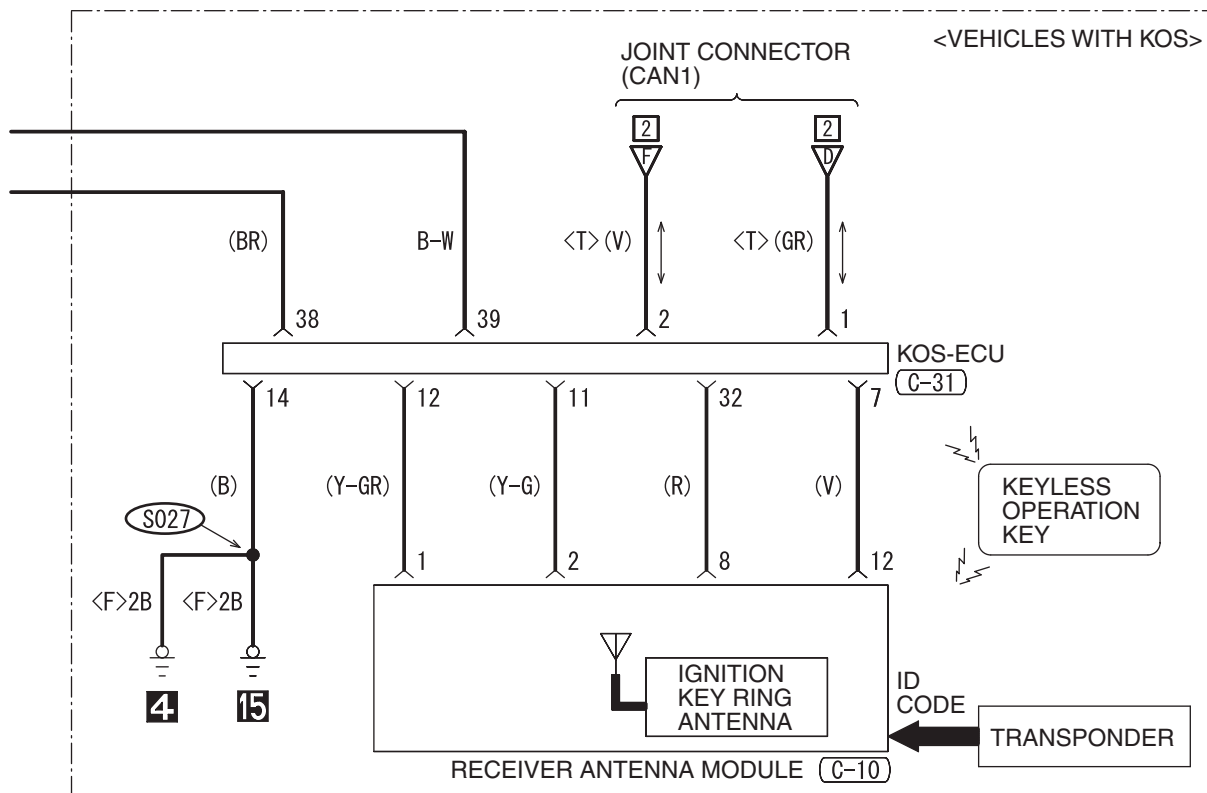 <VEHICLES WITH KOS>
JOINT CONNECTOR
(CAN1)
2 2
F D
(BR) B-W <T>(V) <T>(GR)
38 39 2 1
KOS-ECU
C-31
14 12 11 32 7
(B) (Y-GR) (Y-G) (R) (V)
KEYLESS
OPERATION
KEY
S027
1 2 8 12
<F>2B <F>2B
4 15
IGNITION
KEY RING
ANTENNA
ID
CODE
TRANSPONDER
RECEIVER ANTENNA MODULE C-10